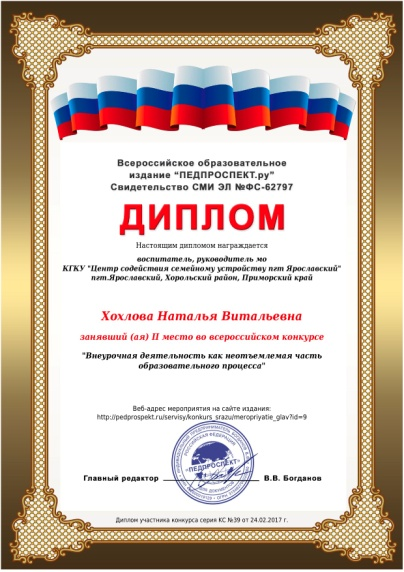 Всероссийское образовательное
издание "ПЕДПРОСПЕКТ.ру"
Свидетельство СМИ ЭЛ №ФС-62797
ДИПЛОМ
Настоящим дипломом награждается
воспитатель, руководитель мо
КГКУ "Центр содействия семейному устройству пгт Ярославский"
пгт.Ярославский, Хорольский район, Приморский край
Хохлова Наталья Витальевна
занявший (ая) II место во всероссийском конкурсе
"Внеурочная деятельность как неотъемлемая часть
образовательного процесса"
Веб-адрес мероприятия на сайте издания:
http://pedprospekt.ru/servisy/konkurs_srazu/meropriyatie_glav?id=9
РОССИЙСКАЯ ФЕДЕРАЦИЯ
"ПЕДПРОСПЕКТ"
Главный редактор
В.В. Богданов
Диплом участника конкурса серия КС №39 от 24.02.2017 г.